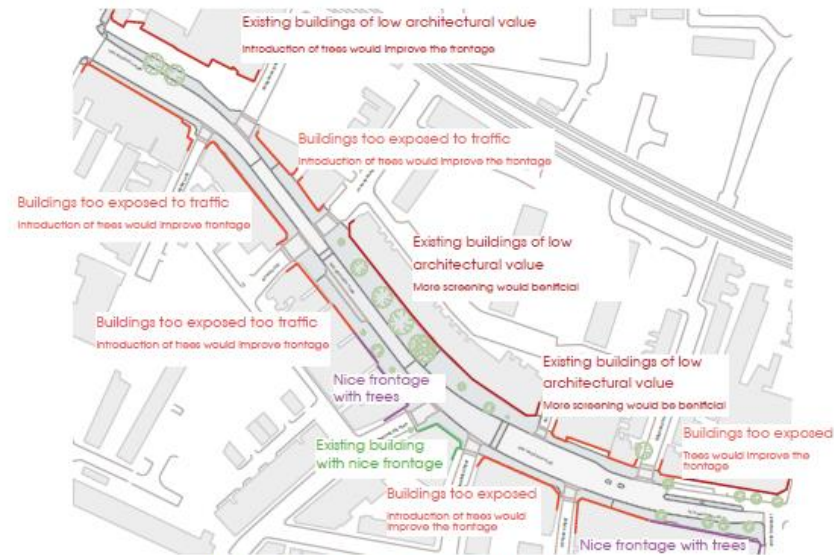 Existing buildings of low architectural value
Introduction of trees would improve the frontage
Buildings too exposed to traffic
Introduction of trees would improve the frontage
Buildings too exposed to traffic
Introduction of trees would improve frontage
Existing buildings of low
architectural value
More screening would benificial
Buildings too exposed too traffic
Introduction of trees would improve frontage
Existing buildings of low
architectural value
More screening would be benificial
Nice frontage
with trees
Buildings too exposed
Trees would improve the
frontage
Existing building
with nice frontage
Buildings too exposed
Introduction of trees would
improve the frontage
Nice frontage with trees